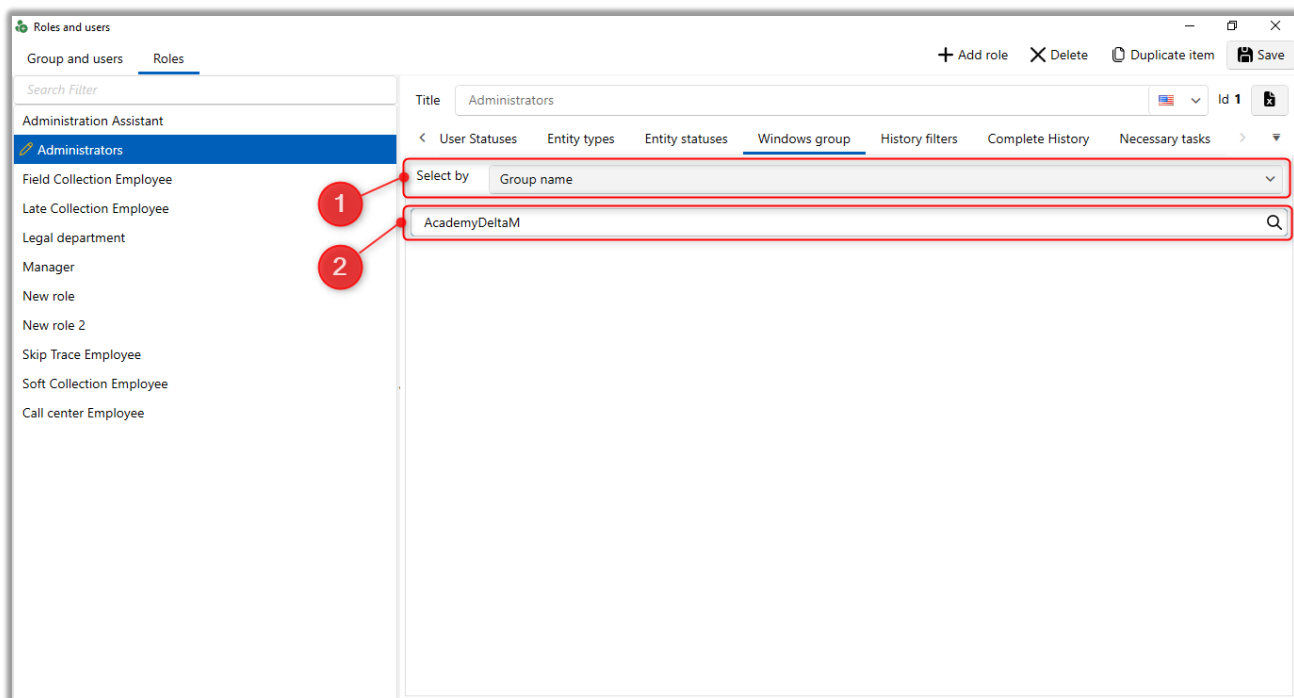 Roles and users
Group and users Roles
Add role Delete Duplicate item Save
Search Filter
Administration Assistant
Administrators
Field Collection Employee
Late Collection Employee
Legal department
Manager
New role
New role 2
Skip Trace Employee
Soft Collection Employee
Call center Employee
Title Administrators Id 1
User Statuses Entity types Entity statuses Windows group History filters Complete History Necessary tasks
Select by Group name
1
AcademyDeltaM
2